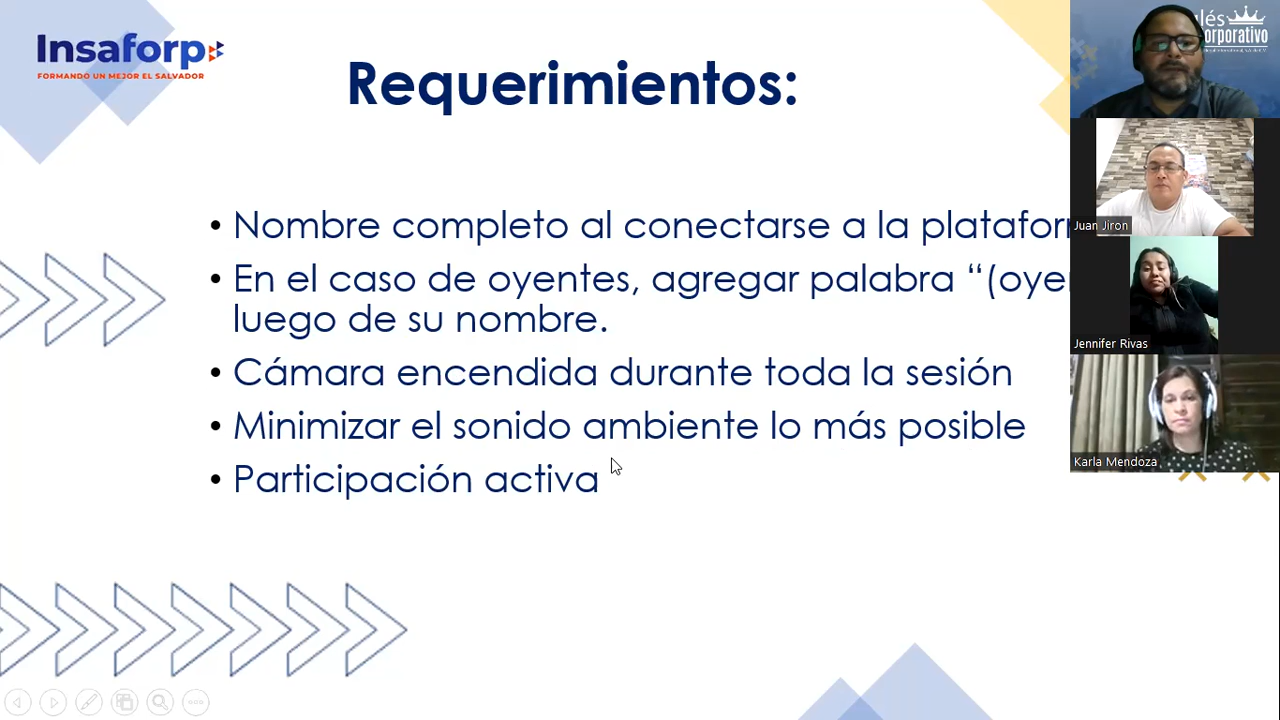 Insaforp
FORMANDO UN MEJOR EL SALVADOR
Requerimientos:
• Nombre completo al conectarse a la platafor
• En el caso de oyentes, agregar palabra “(oye
luego de su nombre.
• Cámara encendida durante toda la sesión
• Minimizar el sonido ambiente lo más posible
• Participación activa
glés
orporativo
Juan Jiron
Jennifer Rivas
Karla Mendoza